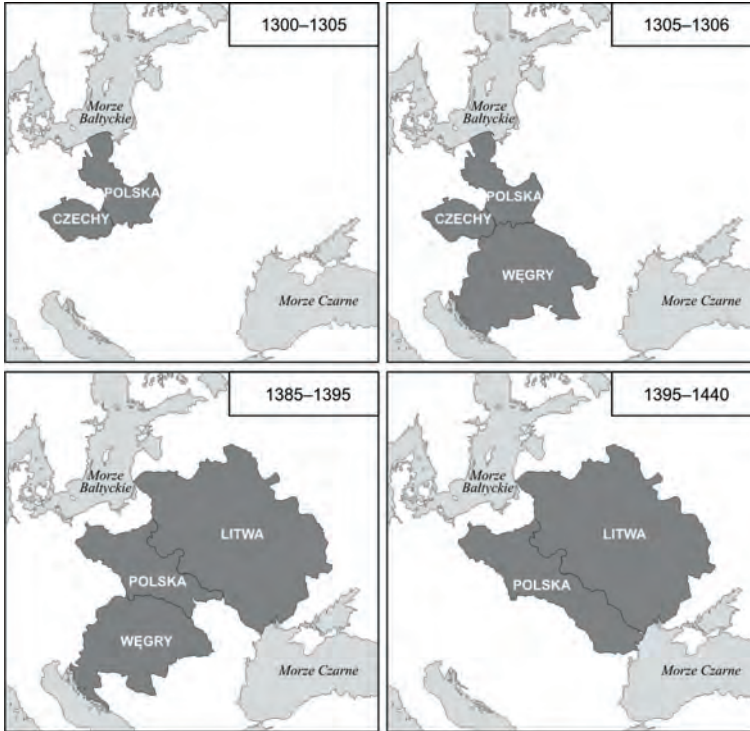 1300–1305
Morze
Bałtyckie
POLSKA
CZECHY
Morze Czarne
1305–1306
Morze
Bałtyckie
POLSKA
CZECHY
WĘGRY
Morze Czarne
1385–1395
Morze
Bałtyckie
LITWA
POLSKA
WĘGRY
Morze Czarne
1395–1440
Morze
Bałtyckie
LITWA
POLSKA
Morze Czarne